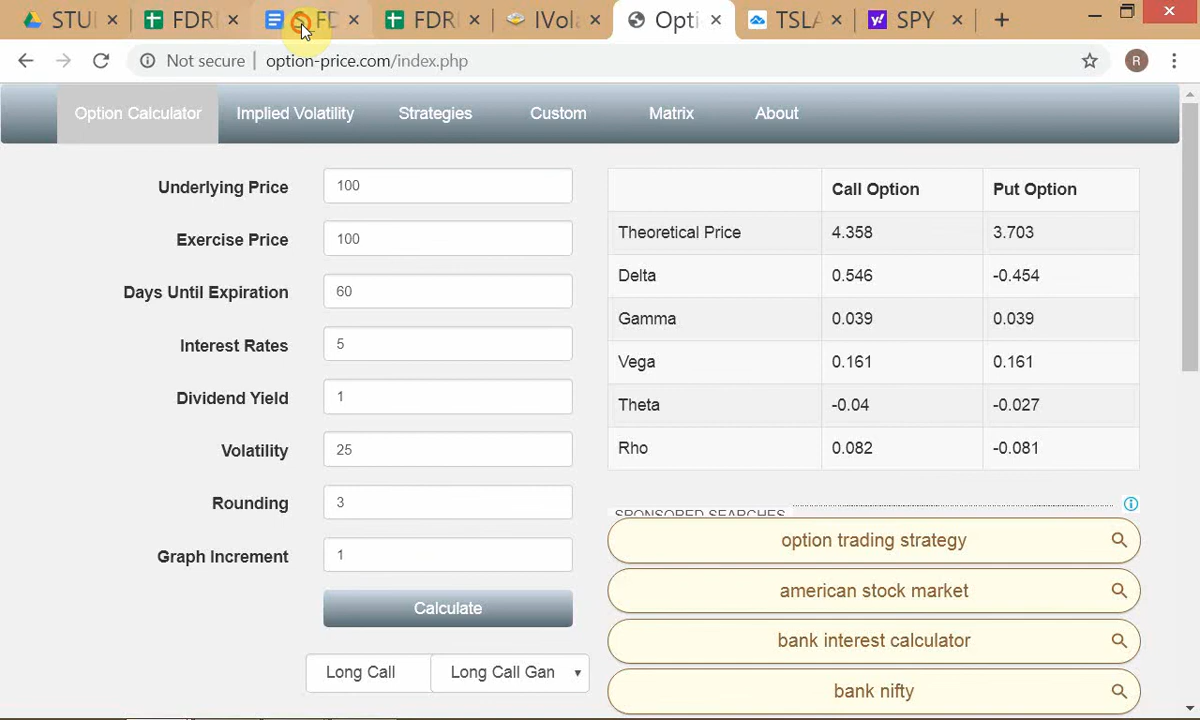 STU FDR FD FDR IVola Opti TSLA SPY
Not secure option-price.com/index.php R
Option Calculator Implied Volatility Strategies Custom Matrix About
Underlying Price 100
Exercise Price 100
Days Until Expiration 60
Interest Rates 5
Dividend Yield 1
Volatility 25
Rounding 3
Graph Increment 1
Calculate
Long Call Long Call Gan
Call Option Put Option
Theoretical Price 4.358 3.703
Delta 0.546 -0.454
Gamma 0.039 0.039
Vega 0.161 0.161
Theta -0.04 -0.027
Rho 0.082 -0.081
SPONSORED SEARCHES
option trading strategy
american stock market
bank interest calculator
bank nifty